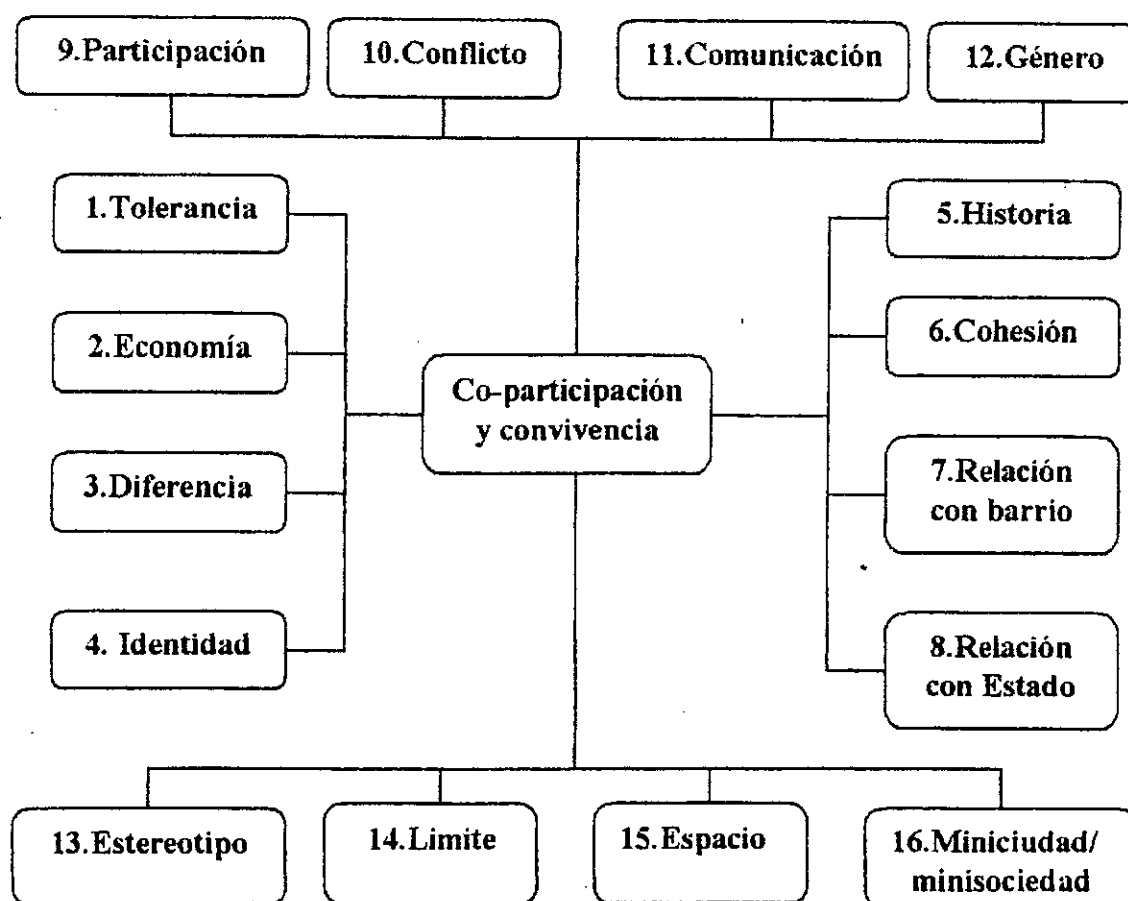 9.Participación
10.Conflicto
11.Comunicación
12.Género
1.Tolerancia
2.Economía
3.Diferencia
4. Identidad
Co-participación
y convivencia
5.Historia
6.Cohesión
7.Relación
con barrio
8.Relación
con Estado
13.Estereotipo
14.Limite
15.Espacio
16.Miniciudad/
minisociedad